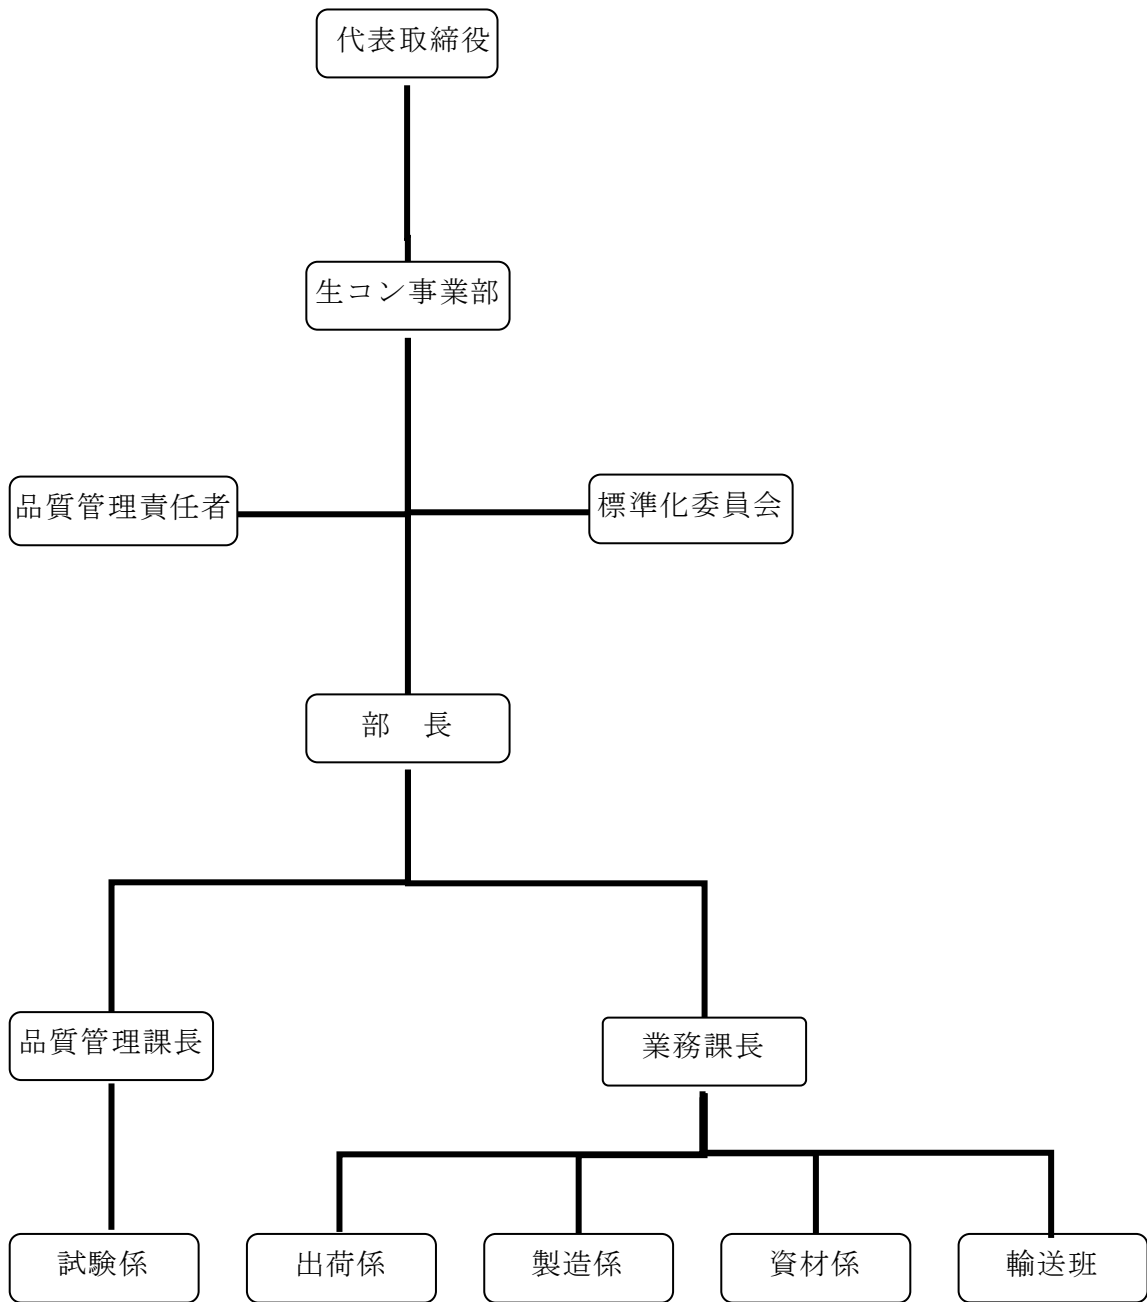 代表取締役
生コン事業部
品質管理責任者
標準化委員会
部　長
品質管理課長
業務課長
試験係
出荷係
製造係
資材係
輸送班